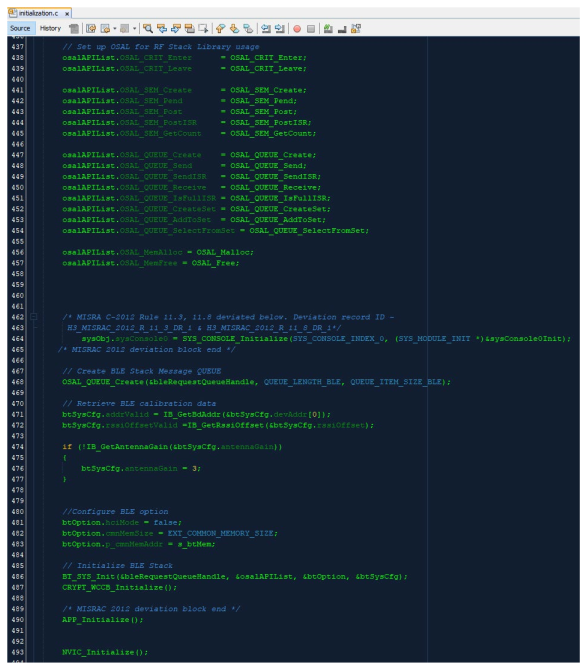 initialization.c x
Source History
437 // Set up OSAL for RF Stack Library usage
438 osalAPIList.OSAL_CRIT_Enter = OSAL_CRIT_Enter;
439 osalAPIList.OSAL_CRIT_Leave = OSAL_CRIT_Leave;
440
441 osalAPIList.OSAL_SEM_Create = OSAL_SEM_Create;
442 osalAPIList.OSAL_SEM_Pend = OSAL_SEM_Pend;
443 osalAPIList.OSAL_SEM_Post = OSAL_SEM_Post;
444 osalAPIList.OSAL_SEM_PostISR = OSAL_SEM_PostISR;
445 osalAPIList.OSAL_SEM_GetCount = OSAL_SEM_GetCount;
446
447 osalAPIList.OSAL_QUEUE_Create = OSAL_QUEUE_Create;
448 osalAPIList.OSAL_QUEUE_Send = OSAL_QUEUE_Send;
449 osalAPIList.OSAL_QUEUE_SendISR = OSAL_QUEUE_SendISR;
450 osalAPIList.OSAL_QUEUE_Receive = OSAL_QUEUE_Receive;
451 osalAPIList.OSAL_QUEUE_IsFullISR = OSAL_QUEUE_IsFullISR;
452 osalAPIList.OSAL_QUEUE_CreateSet = OSAL_QUEUE_CreateSet;
453 osalAPIList.OSAL_QUEUE_AddToSet = OSAL_QUEUE_AddToSet;
454 osalAPIList.OSAL_QUEUE_SelectFromSet = OSAL_QUEUE_SelectFromSet;
455
456 osalAPIList.OSAL_MemAlloc = OSAL_Malloc;
457 osalAPIList.OSAL_MemFree = OSAL_Free;
458
459
460
461
462 /* MISRA C-2012 Rule 11.3, 11.8 deviated below. Deviation record ID -
463 H3_MISRAC_2012_R_11_3_DR_1 & H3_MISRAC_2012_R_11_8_DR_1*/
464 sysObj.sysConsole0 = SYS_CONSOLE_Initialize(SYS_CONSOLE_INDEX_0, (SYS_MODULE_INIT *)&sysConsole0Init);
465 /* MISRAC 2012 deviation block end */
466
467 // Create BLE Stack Message QUEUE
468 OSAL_QUEUE_Create(&bleRequestQueueHandle, QUEUE_LENGTH_BLE, QUEUE_ITEM_SIZE_BLE);
469
470 // Retrieve BLE calibration data
471 btSysCfg.addrValid = IB_GetBdAddr(&btSysCfg.devAddr[0]);
472 btSysCfg.rssiOffsetValid =IB_GetRssiOffset(&btSysCfg.rssiOffset);
473
474 if (!IB_GetAntennaGain(&btSysCfg.antennaGain))
475 {
476 btSysCfg.antennaGain = 3;
477 }
478
479
480 //Configure BLE option
481 btOption.hciMode = false;
482 btOption.cmnMemSize = EXT_COMMON_MEMORY_SIZE;
483 btOption.p_cmnMemAddr = s_btMem;
484
485 // Initialize BLE Stack
486 BT_SYS_Init(&bleRequestQueueHandle, &osalAPIList, &btOption, &btSysCfg);
487 CRYPT_WCCB_Initialize();
488
489 /* MISRAC 2012 deviation block end */
490 APP_Initialize();
491
492
493 NVIC_Initialize();